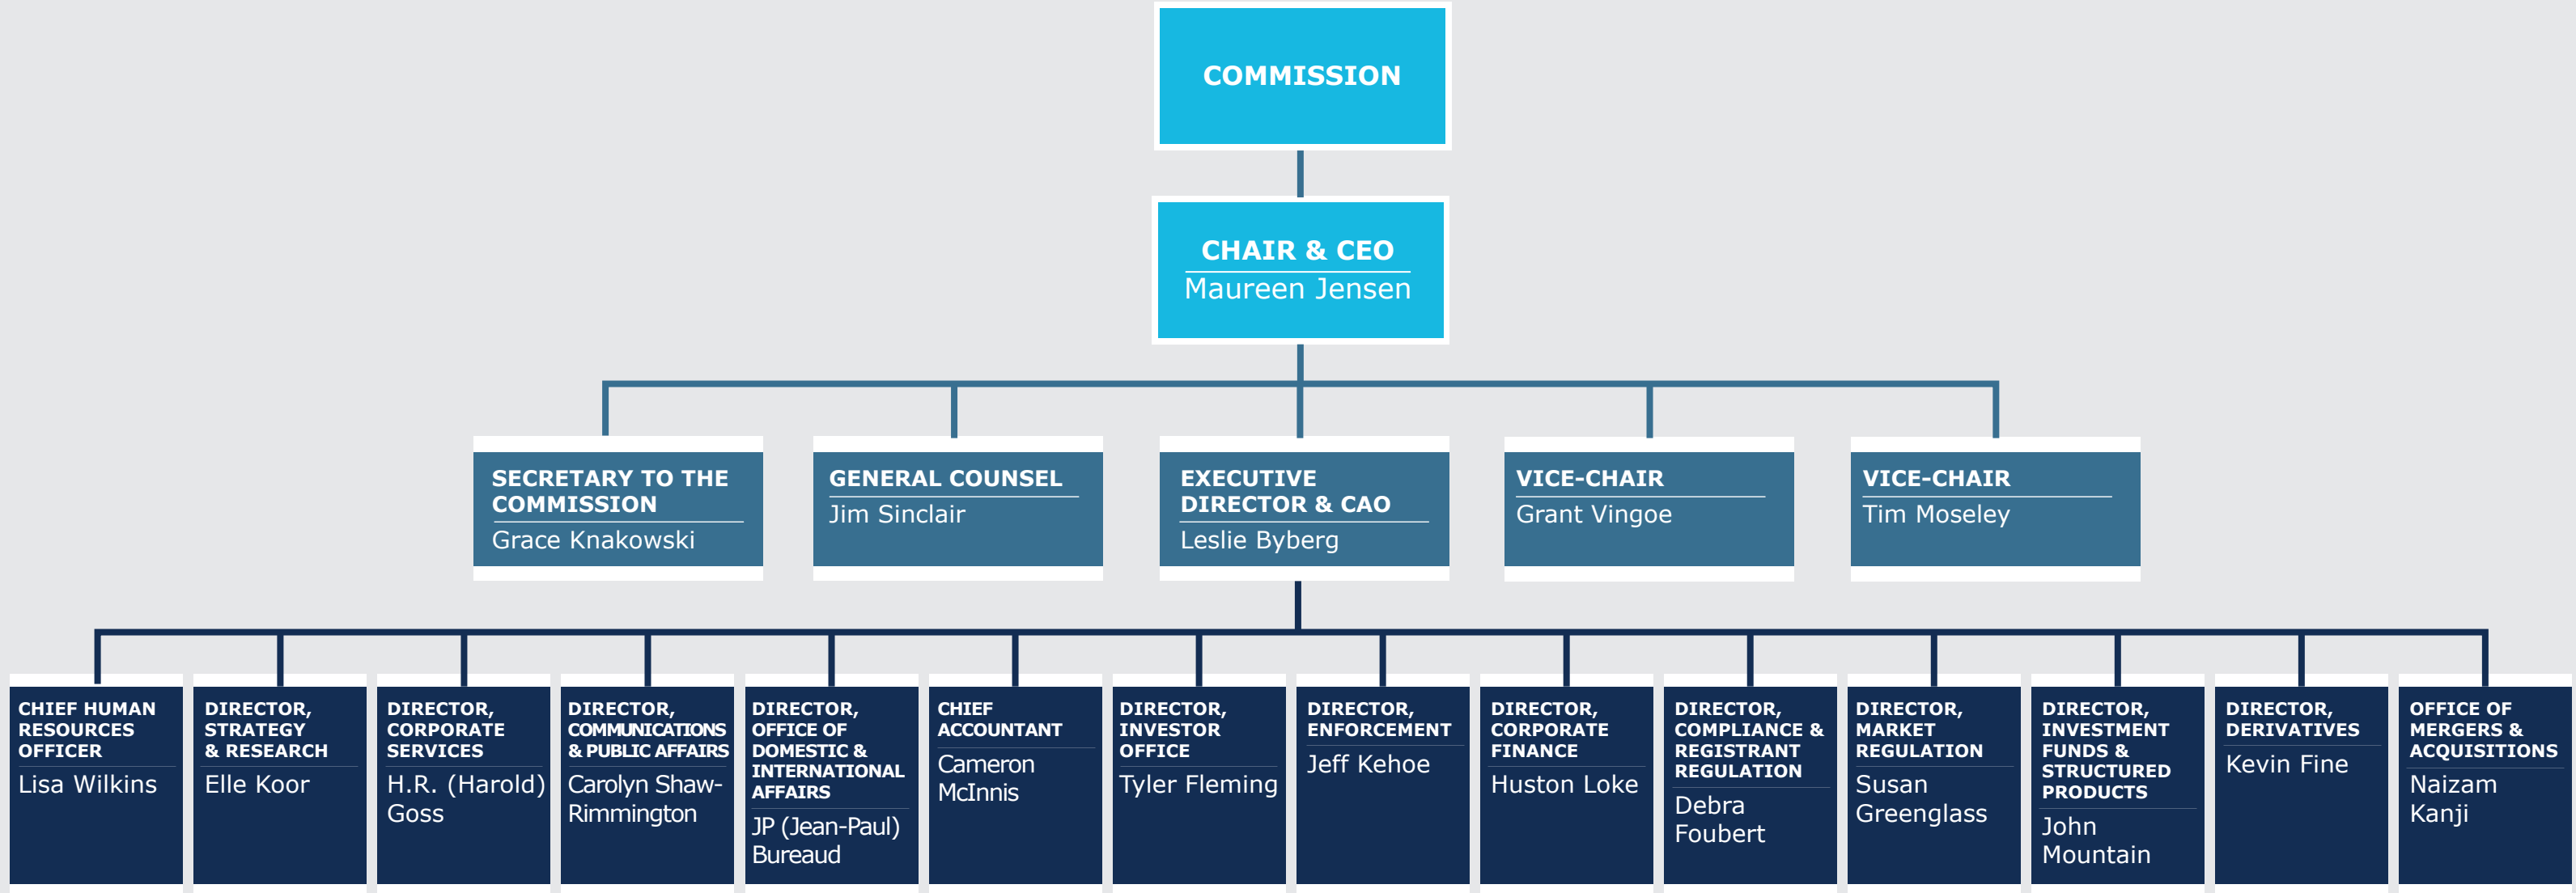 COMMISSION
CHAIR & CEO
Maureen Jensen
SECRETARY TO THE
COMMISSION
Grace Knakowski
GENERAL COUNSEL
Jim Sinclair
EXECUTIVE
DIRECTOR & CAO
Leslie Byberg
VICE-CHAIR
Grant Vingoe
VICE-CHAIR
Tim Moseley
CHIEF HUMAN
RESOURCES
OFFICER
Lisa Wilkins
DIRECTOR,
STRATEGY
& RESEARCH
Elle Koor
DIRECTOR,
CORPORATE
SERVICES
H.R. (Harold)
Goss
DIRECTOR,
COMMUNICATIONS
& PUBLIC AFFAIRS
Carolyn Shaw-
Rimmington
DIRECTOR,
OFFICE OF
DOMESTIC &
INTERNATIONAL
AFFAIRS
JP (Jean-Paul)
Bureaud
CHIEF
ACCOUNTANT
Cameron
McInnis
DIRECTOR,
INVESTOR
OFFICE
Tyler Fleming
DIRECTOR,
ENFORCEMENT
Jeff Kehoe
DIRECTOR,
CORPORATE
FINANCE
Huston Loke
DIRECTOR,
COMPLIANCE &
REGISTRANT
REGULATION
Debra
Foubert
DIRECTOR,
MARKET
REGULATION
Susan
Greenglass
DIRECTOR,
INVESTMENT
FUNDS &
STRUCTURED
PRODUCTS
John
Mountain
DIRECTOR,
DERIVATIVES
Kevin Fine
OFFICE OF
MERGERS &
ACQUISITIONS
Naizam
Kanji